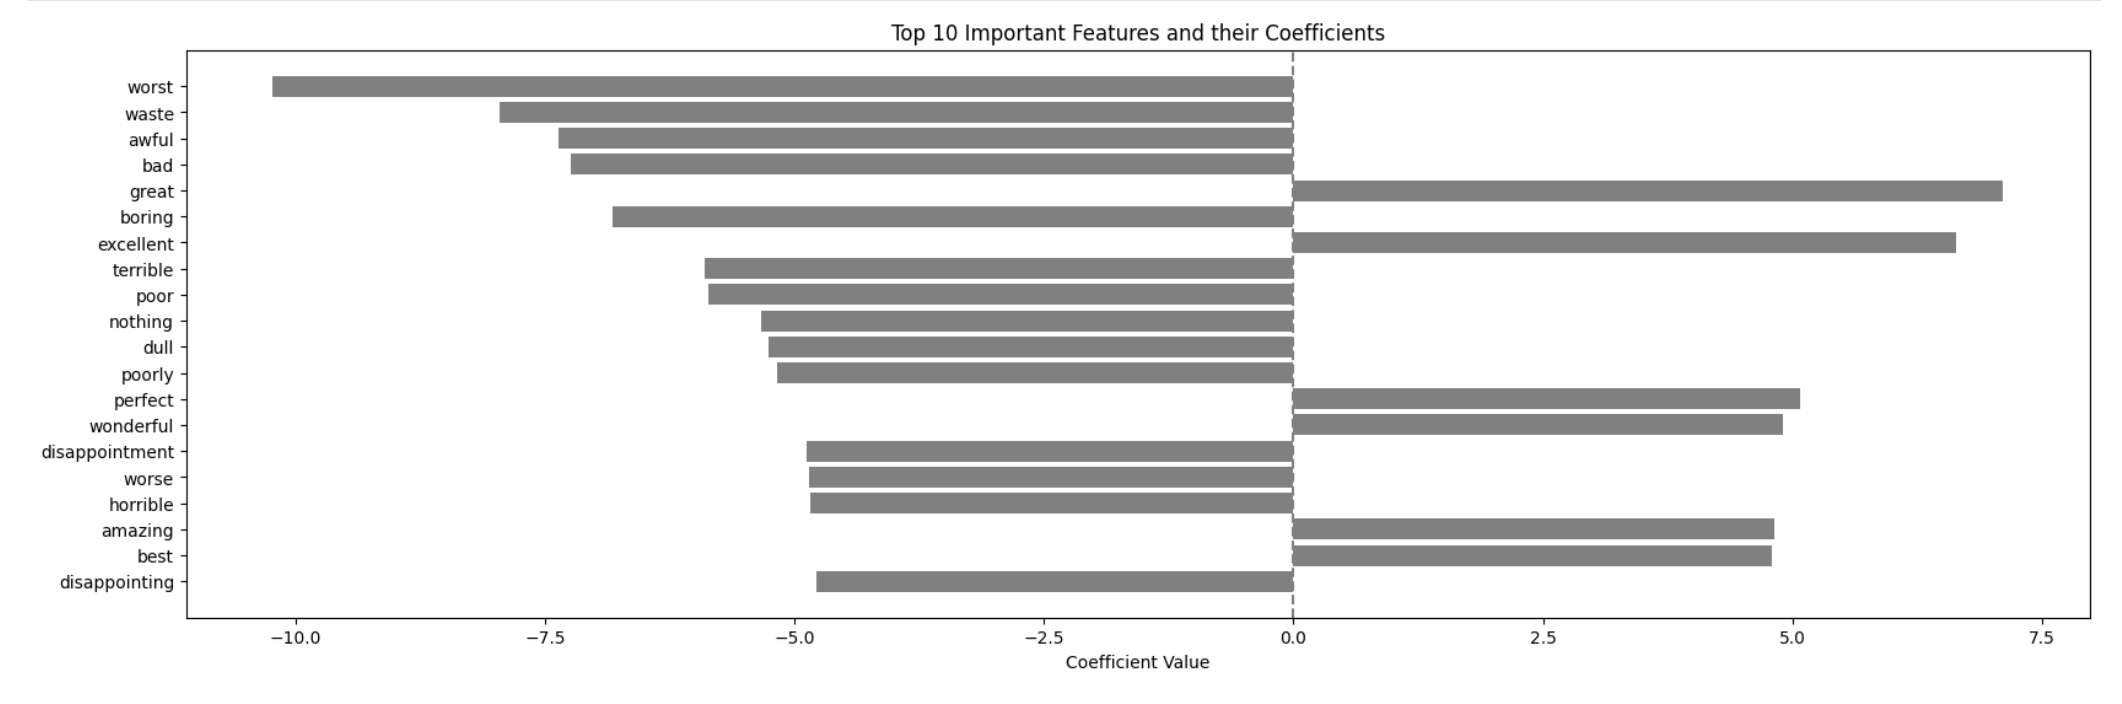 Top 10 Important Features and their Coefficients
worst
waste
awful
bad
great
boring
excellent
terrible
poor
nothing
dull
poorly
perfect
wonderful
disappointment
worse
horrible
amazing
best
disappointing
−10.0 −7.5 −5.0 −2.5 0.0 2.5 5.0 7.5
Coefficient Value